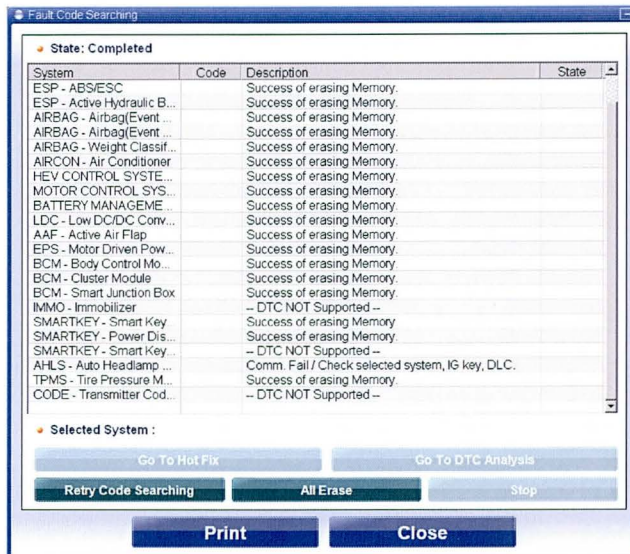 Fault Code Searching
State: Completed
System Code Description State
ESP - ABS/ESC Success of erasing Memory.
ESP - Active Hydraulic B... Success of erasing Memory.
AIRBAG - Airbag(Event ... Success of erasing Memory.
AIRBAG - Airbag(Event ... Success of erasing Memory.
AIRBAG - Weight Classif... Success of erasing Memory.
AIRCON - Air Conditioner Success of erasing Memory.
HEV CONTROL SYSTE... Success of erasing Memory.
MOTOR CONTROL SYS... Success of erasing Memory.
BATTERY MANAGEME... Success of erasing Memory.
LDC - Low DC/DC Conv... Success of erasing Memory.
AAF - Active Air Flap Success of erasing Memory.
EPS - Motor Driven Pow... Success of erasing Memory.
BCM - Body Control Mo... Success of erasing Memory.
BCM - Cluster Module Success of erasing Memory.
BCM - Smart Junction Box Success of erasing Memory.
IMMO - Immobilizer -- DTC NOT Supported --
SMARTKEY - Smart Key Success of erasing Memory
SMARTKEY - Power Dis... Success of erasing Memory.
SMARTKEY - Smart Key... -- DTC NOT Supported --
AHLS - Auto Headlamp ... Comm. Fail / Check selected system, IG key, DLC.
TPMS - Tire Pressure M... Success of erasing Memory.
CODE - Transmitter Cod... -- DTC NOT Supported --
Selected System :
Go To Hot Fix Go To DTC Analysis
Retry Code Searching All Erase Stop
Print Close